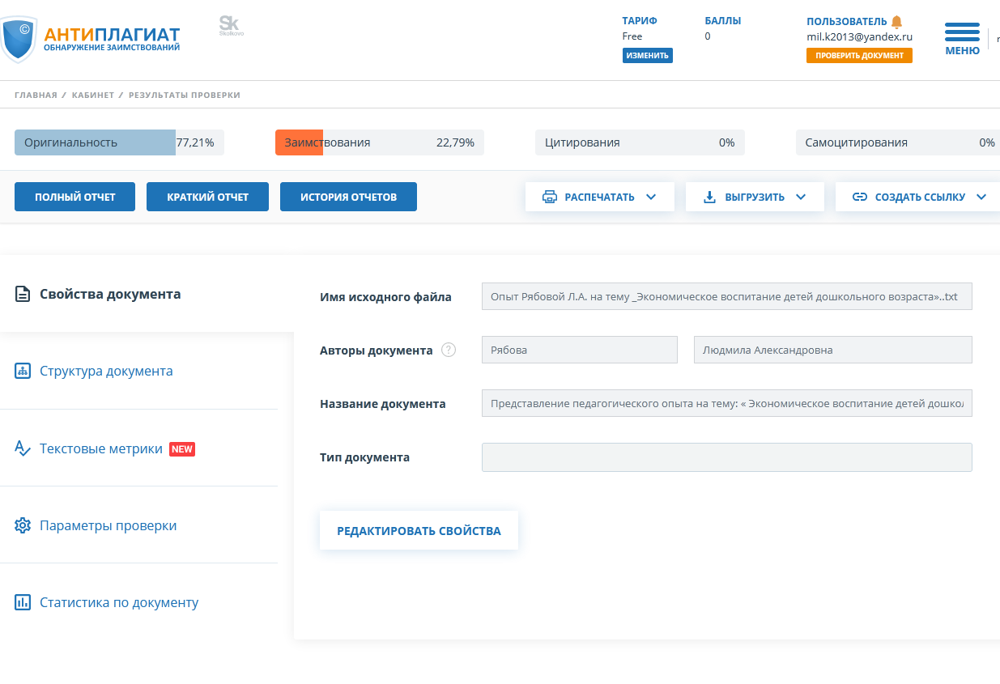 ©
АНТИПЛАГИАТ
ОБНАРУЖЕНИЕ ЗАИМСТВОВАНИЙ
Sk
Skolkovo
ТАРИФ
Free
ИЗМЕНИТЬ
БАЛЛЫ
0
ПОЛЬЗОВАТЕЛЬ
mil.k2013@yandex.ru
ПРОВЕРИТЬ ДОКУМЕНТ
МЕНЮ
ГЛАВНАЯ / КАБИНЕТ / РЕЗУЛЬТАТЫ ПРОВЕРКИ
Оригинальность 77,21%
Заимствования 22,79%
Цитирования 0%
Самоцитирования 0%
ПОЛНЫЙ ОТЧЕТ
КРАТКИЙ ОТЧЕТ
ИСТОРИЯ ОТЧЕТОВ
РАСПЕЧАТАТЬ
ВЫГРУЗИТЬ
СОЗДАТЬ ССЫЛКУ
Свойства документа
Структура документа
Текстовые метрики NEW
Параметры проверки
Статистика по документу
Имя исходного файла
Опыт Рябовой Л.А. на тему _Экономическое воспитание детей дошкольного возраста»..txt
Авторы документа ?
Рябова
Людмила Александровна
Название документа
Представление педагогического опыта на тему: « Экономическое воспитание детей дошкол
Тип документа
РЕДАКТИРОВАТЬ СВОЙСТВА